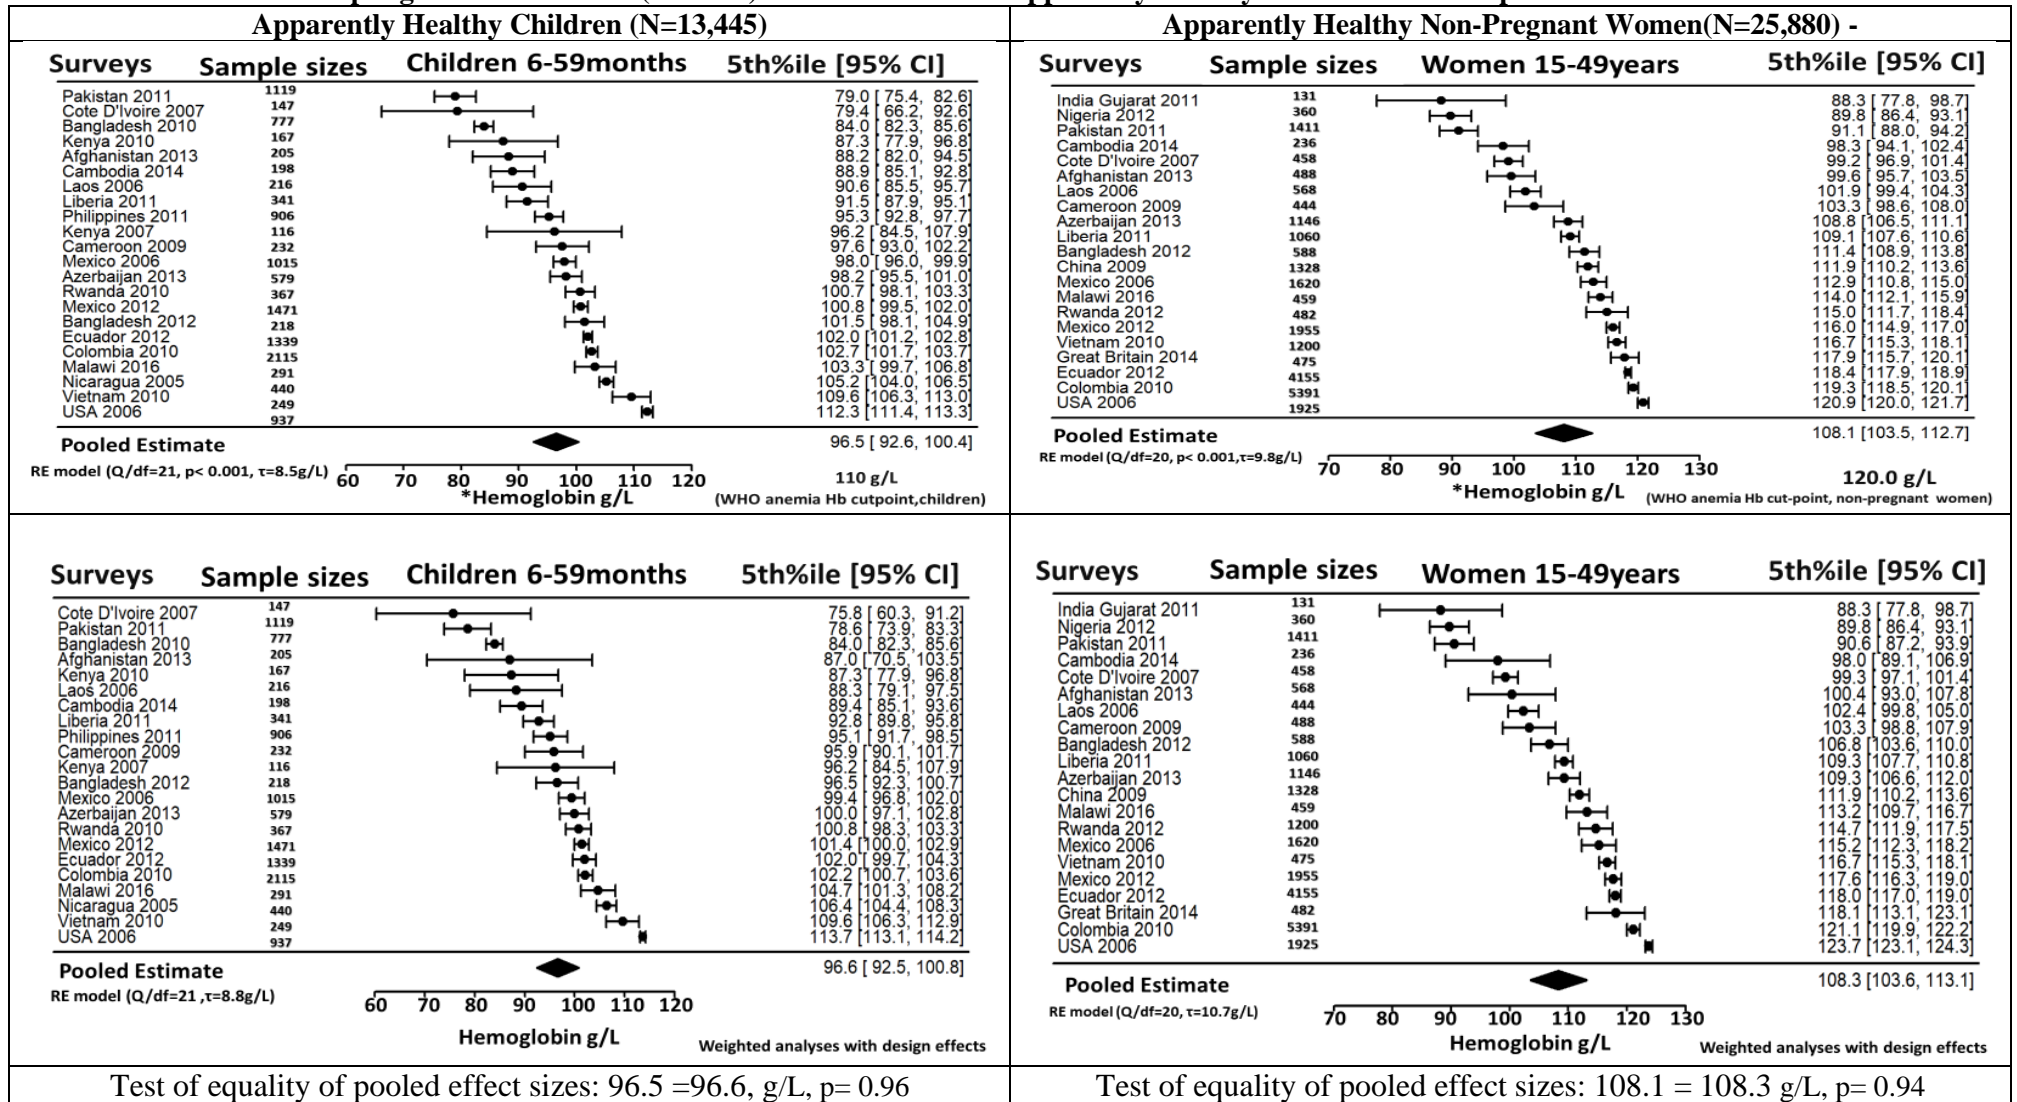 Apparently Healthy Children (N=13,445)
Surveys Sample sizes Children 6-59months 5th%ile [95% CI]
Pakistan 2011 1119 79.0 [ 75.4, 82.6]
Cote D'Ivoire 2007 147 79.4 [ 66.2, 92.6]
Bangladesh 2010 777 84.0 [ 82.3, 85.6]
Kenya 2010 167 87.3 [ 77.9, 96.8]
Afghanistan 2013 205 88.2 [ 82.0, 94.5]
Cambodia 2014 198 88.9 [ 85.1, 92.8]
Laos 2006 216 90.6 [ 85.5, 95.7]
Liberia 2011 341 91.5 [ 87.9, 95.1]
Philippines 2011 906 95.3 [ 92.8, 97.7]
Kenya 2007 116 96.2 [ 84.5, 107.9]
Cameroon 2009 232 97.6 [ 93.0, 102.2]
Mexico 2006 1015 98.0 [ 96.0, 99.9]
Azerbaijan 2013 579 98.2 [ 95.5, 101.0]
Rwanda 2010 367 100.7 [ 98.1, 103.3]
Mexico 2012 1471 100.8 [ 99.5, 102.0]
Bangladesh 2012 218 101.5 [ 98.1, 104.9]
Ecuador 2012 1339 102.0 [101.2, 102.8]
Colombia 2010 2115 102.7 [101.7, 103.7]
Malawi 2016 291 103.3 [ 99.7, 106.8]
Nicaragua 2005 440 105.2 [104.0, 106.5]
Vietnam 2010 249 109.6 [106.3, 113.0]
USA 2006 937 112.3 [111.4, 113.3]
Pooled Estimate 96.5 [ 92.6, 100.4]
RE model (Q/df=21, p< 0.001, τ=8.5g/L)
60 70 80 90 100 110 120
*Hemoglobin g/L
110 g/L
(WHO anemia Hb cutpoint,children)
Apparently Healthy Non-Pregnant Women(N=25,880) -
Surveys Sample sizes Women 15-49years 5th%ile [95% CI]
India Gujarat 2011 131 88.3 [ 77.8, 98.7]
Nigeria 2012 360 89.8 [ 86.4, 93.1]
Pakistan 2011 1411 91.1 [ 88.0, 94.2]
Cambodia 2014 236 98.3 [ 94.1, 102.4]
Cote D'Ivoire 2007 458 99.2 [ 96.9, 101.4]
Afghanistan 2013 488 99.6 [ 95.7, 103.5]
Laos 2006 568 101.9 [ 99.4, 104.3]
Cameroon 2009 444 103.3 [ 98.6, 108.0]
Azerbaijan 2013 1146 108.8 [106.5, 111.1]
Liberia 2011 1060 109.1 [107.6, 110.6]
Bangladesh 2012 588 111.4 [108.9, 113.8]
China 2009 1328 111.9 [110.2, 113.6]
Mexico 2006 1620 112.9 [110.8, 115.0]
Malawi 2016 459 114.0 [112.1, 115.9]
Rwanda 2012 482 115.0 [111.7, 118.4]
Mexico 2012 1955 116.0 [114.9, 117.0]
Vietnam 2010 1200 116.7 [115.3, 118.1]
Great Britain 2014 475 117.9 [115.7, 120.1]
Ecuador 2012 4155 118.4 [117.9, 118.9]
Colombia 2010 5391 119.3 [118.5, 120.1]
USA 2006 1925 120.9 [120.0, 121.7]
Pooled Estimate 108.1 [103.5, 112.7]
RE model (Q/df=20, p< 0.001,τ=9.8g/L)
70 80 90 100 110 120 130
*Hemoglobin g/L
120.0 g/L
(WHO anemia Hb cut-point, non-pregnant women)
Surveys Sample sizes Children 6-59months 5th%ile [95% CI]
Cote D'Ivoire 2007 147 75.8 [ 60.3, 91.2]
Pakistan 2011 1119 78.6 [ 73.9, 83.3]
Bangladesh 2010 777 84.0 [ 82.3, 85.6]
Afghanistan 2013 205 87.0 [ 70.5, 103.5]
Kenya 2010 167 87.3 [ 77.9, 96.8]
Laos 2006 216 88.3 [ 79.1, 97.5]
Cambodia 2014 198 89.4 [ 85.1, 93.6]
Liberia 2011 341 92.8 [ 89.8, 95.8]
Philippines 2011 906 95.1 [ 91.7, 98.5]
Cameroon 2009 232 95.9 [ 90.1, 101.7]
Kenya 2007 116 96.2 [ 84.5, 107.9]
Bangladesh 2012 218 96.5 [ 92.3, 100.7]
Mexico 2006 1015 99.4 [ 96.8, 102.0]
Azerbaijan 2013 579 100.0 [ 97.1, 102.8]
Rwanda 2010 367 100.8 [ 98.3, 103.3]
Mexico 2012 1471 101.4 [100.0, 102.9]
Ecuador 2012 1339 102.0 [ 99.7, 104.3]
Colombia 2010 2115 102.2 [100.7, 103.6]
Malawi 2016 291 104.7 [101.3, 108.2]
Nicaragua 2005 440 106.4 [104.4, 108.3]
Vietnam 2010 249 109.6 [106.3, 112.9]
USA 2006 937 113.7 [113.1, 114.2]
Pooled Estimate 96.6 [ 92.5, 100.8]
RE model (Q/df=21 ,τ=8.8g/L)
60 70 80 90 100 110 120
Hemoglobin g/L
Weighted analyses with design effects
Surveys Sample sizes Women 15-49years 5th%ile [95% CI]
India Gujarat 2011 131 88.3 [ 77.8, 98.7]
Nigeria 2012 360 89.8 [ 86.4, 93.1]
Pakistan 2011 1411 90.6 [ 87.2, 93.9]
Cambodia 2014 236 98.0 [ 89.1, 106.9]
Cote D'Ivoire 2007 458 99.3 [ 97.1, 101.4]
Afghanistan 2013 568 100.4 [ 93.0, 107.8]
Laos 2006 444 102.4 [ 99.8, 105.0]
Cameroon 2009 488 103.3 [ 98.8, 107.9]
Bangladesh 2012 588 106.8 [103.6, 110.0]
Liberia 2011 1060 109.3 [107.7, 110.8]
Azerbaijan 2013 1146 109.3 [106.6, 112.0]
China 2009 1328 111.9 [110.2, 113.6]
Malawi 2016 459 113.2 [109.7, 116.7]
Rwanda 2012 1200 114.7 [111.9, 117.5]
Mexico 2006 1620 115.2 [112.3, 118.2]
Vietnam 2010 475 116.7 [115.3, 118.1]
Mexico 2012 1955 117.6 [116.3, 119.0]
Ecuador 2012 4155 118.0 [117.0, 119.0]
Great Britain 2014 482 118.1 [113.1, 123.1]
Colombia 2010 5391 121.1 [119.9, 122.2]
USA 2006 1925 123.7 [123.1, 124.3]
Pooled Estimate 108.3 [103.6, 113.1]
RE model (Q/df=20, τ=10.7g/L)
70 80 90 100 110 120 130
Hemoglobin g/L
Weighted analyses with design effects
Test of equality of pooled effect sizes: 96.5 =96.6, g/L, p= 0.96
Test of equality of pooled effect sizes: 108.1 = 108.3 g/L, p= 0.94